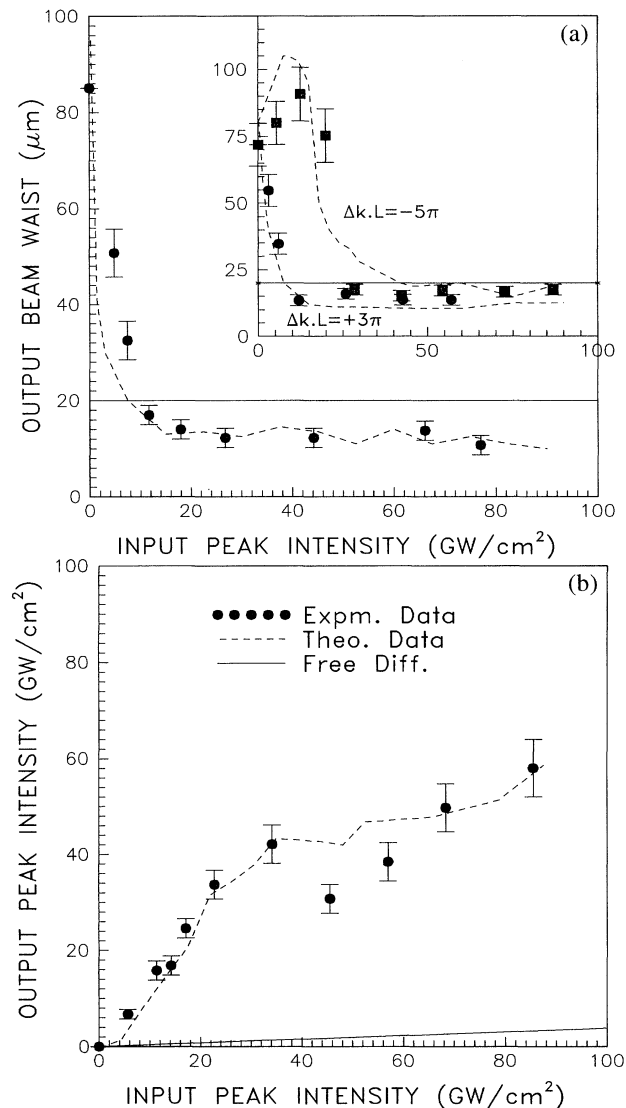 (a)
OUTPUT BEAM WAIST (μm)
100
80
60
40
20
0
100
75
50
25
0
Δk.L=−5π
Δk.L=+3π
0
50
100
0
20
40
60
80
100
INPUT PEAK INTENSITY (GW/cm²)
(b)
OUTPUT PEAK INTENSITY (GW/cm²)
100
80
60
40
20
0
Expm. Data
Theo. Data
Free Diff.
0
20
40
60
80
100
INPUT PEAK INTENSITY (GW/cm²)